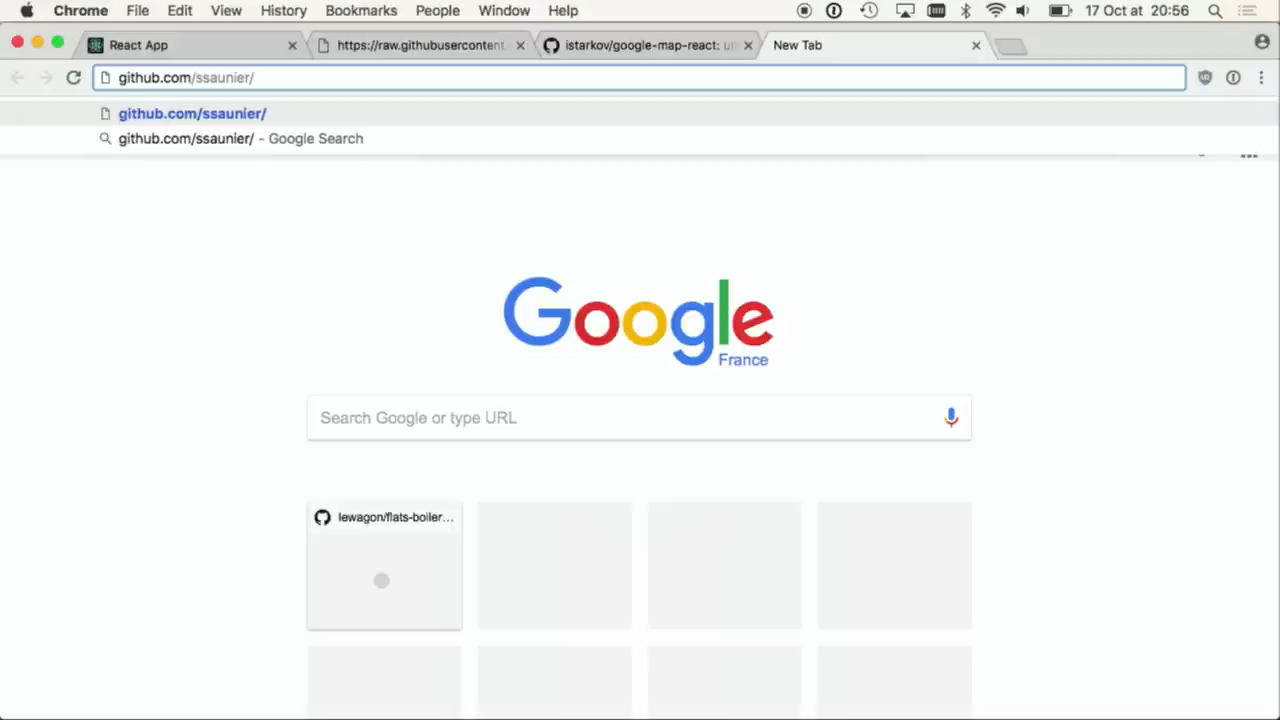 Chrome File Edit View History Bookmarks People Window Help 17 Oct at 20:56
React App https://raw.githubusercontent. istarkov/google-map-react: un New Tab
github.com/ssaunier/
github.com/ssaunier/
github.com/ssaunier/ - Google Search
Google
France
Search Google or type URL
lewagon/flats-boiler...